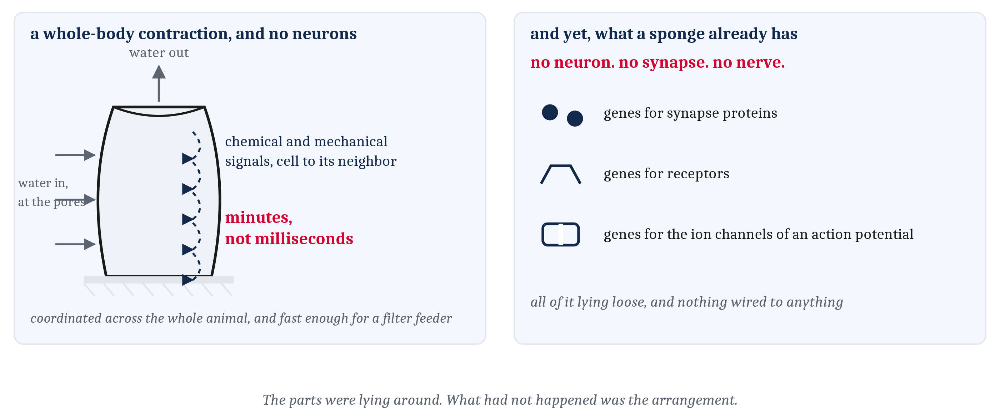 a whole-body contraction, and no neurons
water out
chemical and mechanical
signals, cell to its neighbor
water in,
at the pores
minutes,
not milliseconds
coordinated across the whole animal, and fast enough for a filter feeder
and yet, what a sponge already has
no neuron. no synapse. no nerve.
genes for synapse proteins
genes for receptors
genes for the ion channels of an action potential
all of it lying loose, and nothing wired to anything
The parts were lying around. What had not happened was the arrangement.